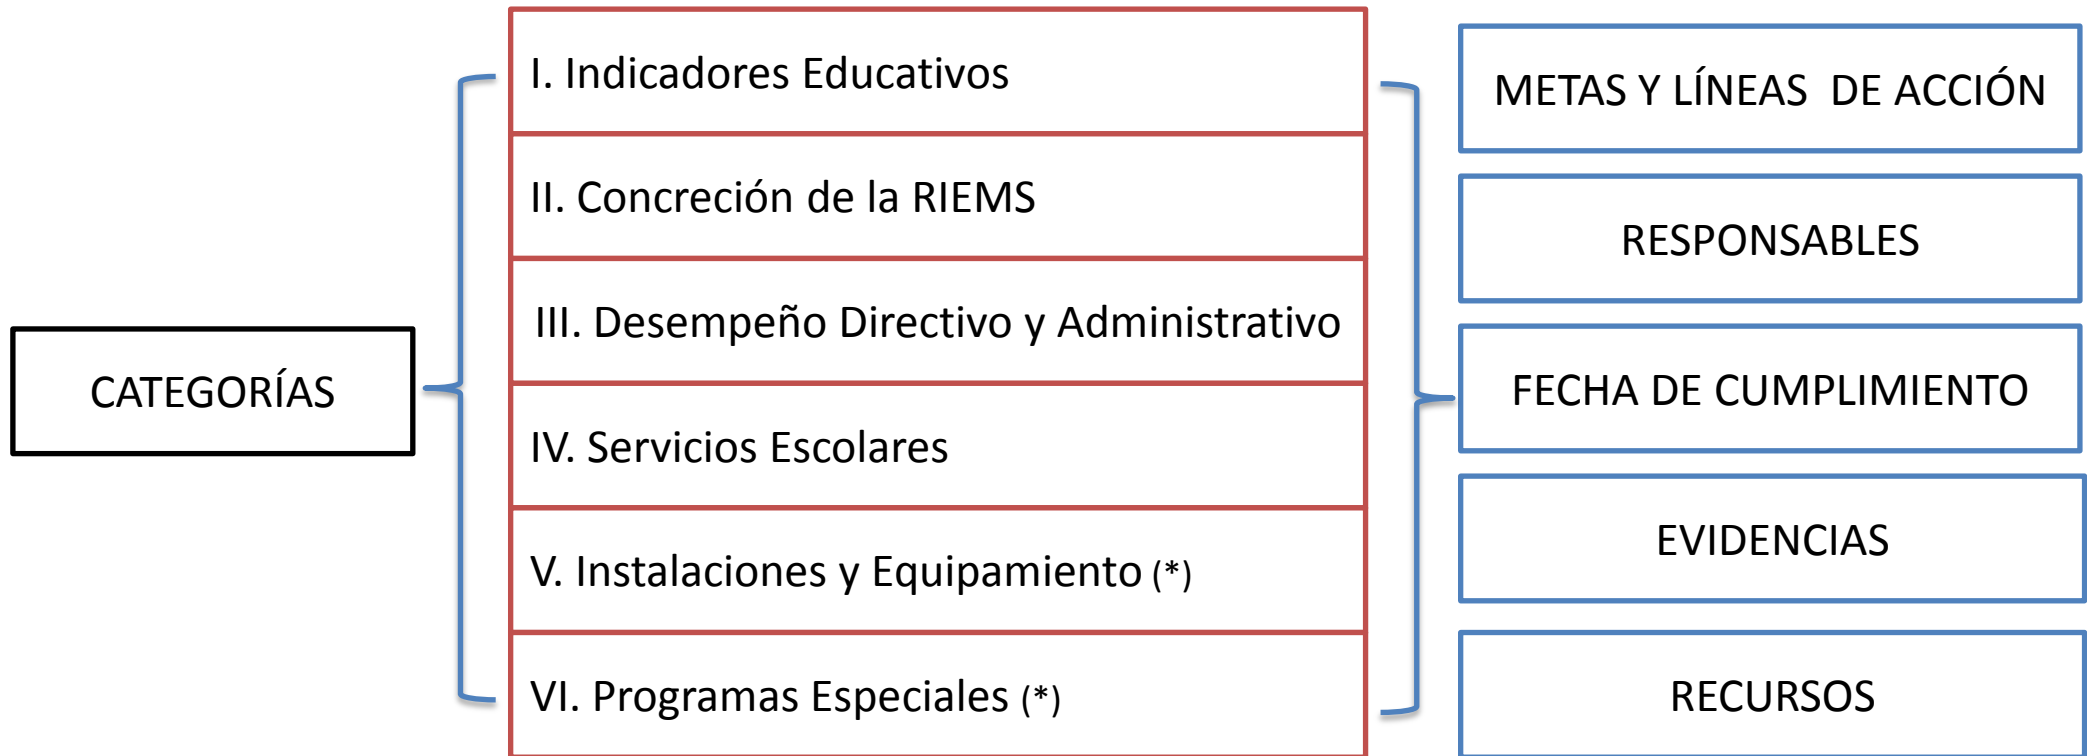 CATEGORÍAS
I. Indicadores Educativos
II. Concreción de la RIEMS
III. Desempeño Directivo y Administrativo
IV. Servicios Escolares
V. Instalaciones y Equipamiento (*)
VI. Programas Especiales (*)
METAS Y LÍNEAS DE ACCIÓN
RESPONSABLES
FECHA DE CUMPLIMIENTO
EVIDENCIAS
RECURSOS